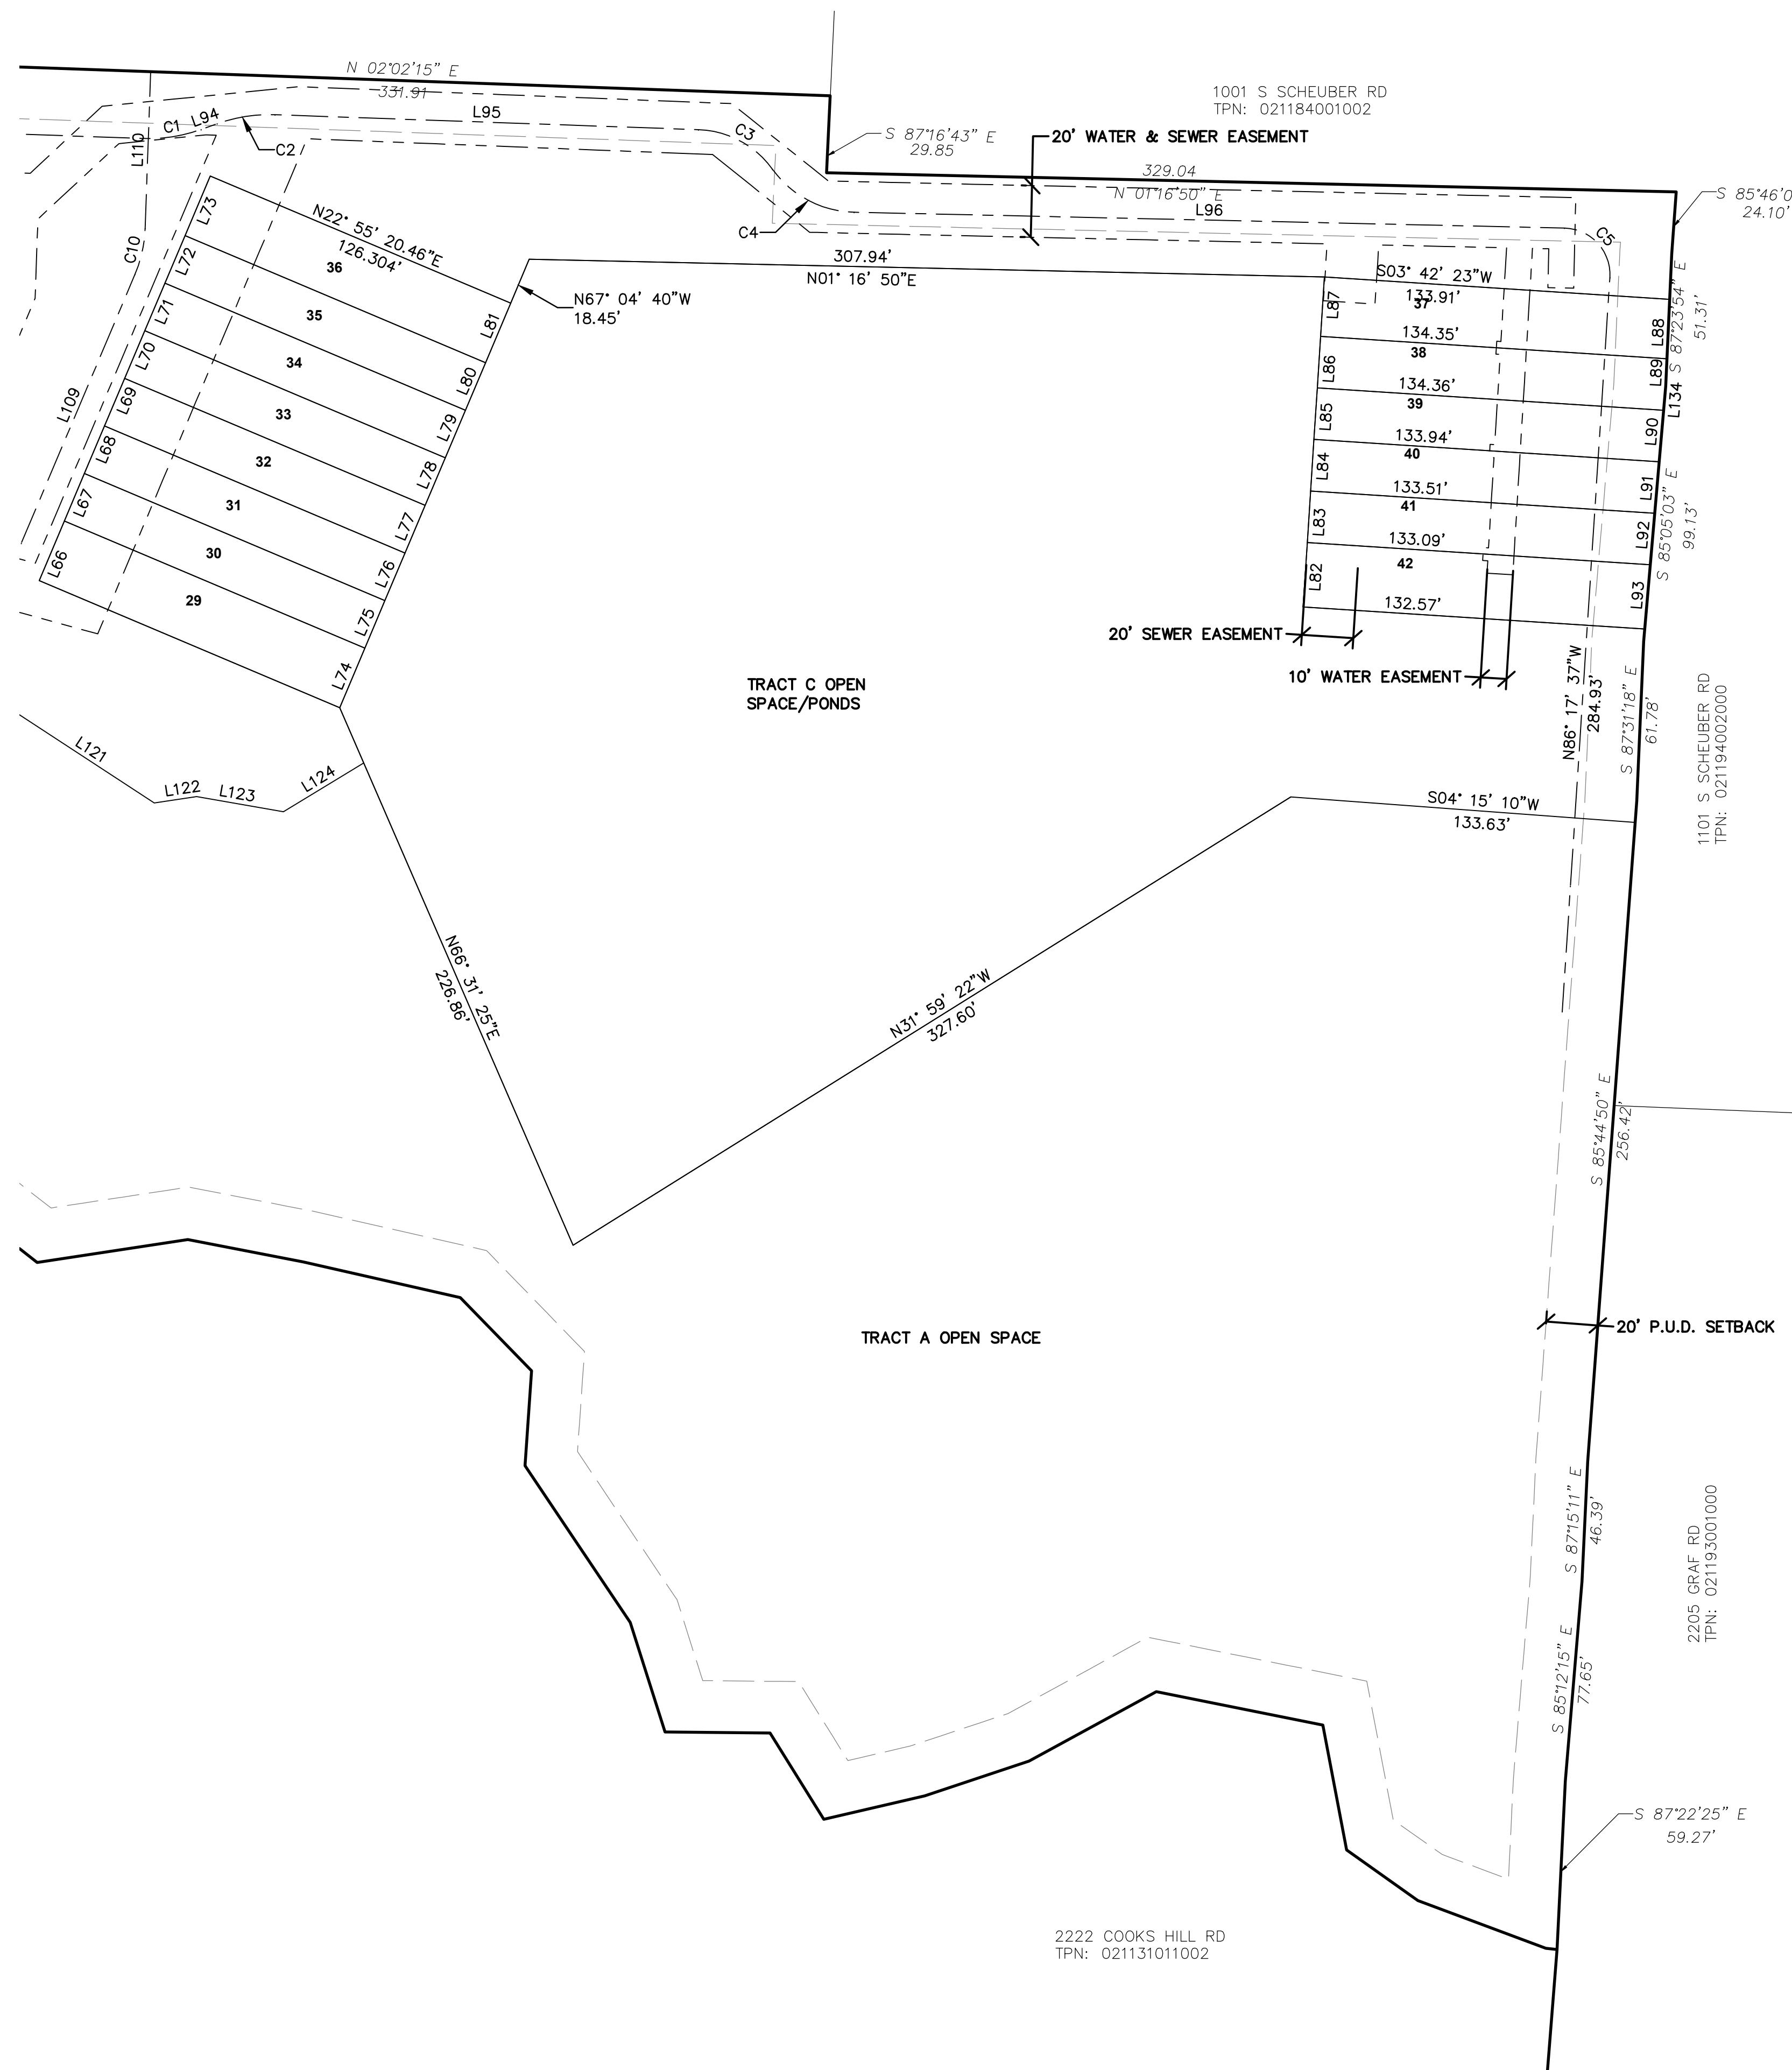 N 02°02'15" E
331.91
1001 S SCHEUBER RD
TPN: 021184001002
L110
C1
L94
C2
L95
C3
S 87°16'43" E
29.85
20' WATER & SEWER EASEMENT
329.04
N 01°16'50" E
L96
C4
C5
S 85°46'0
24.10'
C10
L73
N22° 55' 20.46"E
126.304'
36
307.94'
N01° 16' 50"E
N67° 04' 40"W
18.45'
S03° 42' 23"W
133.91'
37
L72
35
L71
34
L70
33
L69
32
L68
31
L67
30
L66
29
L109
L81
L80
L79
L78
L77
L76
L75
L74
L87
134.35'
38
L86
134.36'
39
L85
133.94'
40
L84
133.51'
41
L83
133.09'
42
L82
132.57'
L88
L89
L134
L90
L91
L92
L93
S 87°23'54" E
51.31'
S 85°05'03" E
99.13'
20' SEWER EASEMENT
10' WATER EASEMENT
TRACT C OPEN
SPACE/PONDS
N86° 17' 37"W
284.93'
S 87°31'18" E
61.78'
1101 S SCHEUBER RD
TPN: 021194002000
L121
L122
L123
L124
S04° 15' 10"W
133.63'
N66° 31' 25"E
226.86'
N31° 59' 22"W
327.60'
S 85°44'50" E
256.42'
TRACT A OPEN SPACE
20' P.U.D. SETBACK
S 87°15'11" E
46.39'
2205 GRAF RD
TPN: 021193001000
S 85°12'15" E
77.65'
S 87°22'25" E
59.27'
2222 COOKS HILL RD
TPN: 021131011002